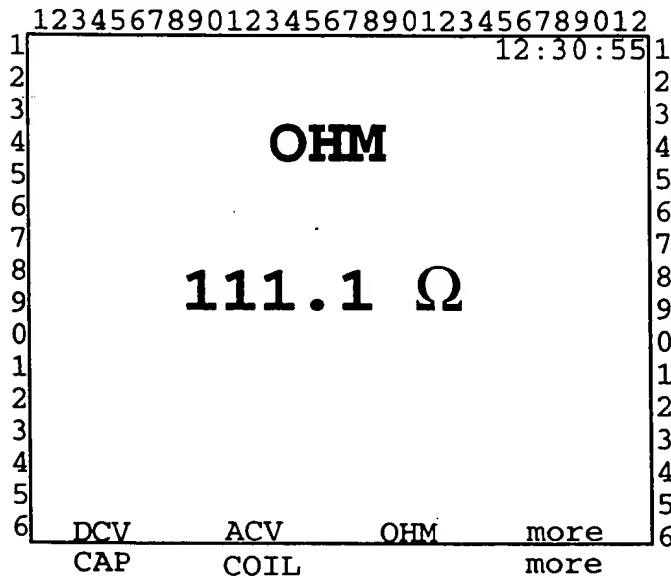 12345678901234567890123456789012
1 12:30:55 1
2 2
3 3
4 OHM 4
5 5
6 6
7 7
8 111.1 Ω 8
9 9
0 0
1 1
2 2
3 3
4 4
5 5
6 DCV ACV OHM more 6
CAP COIL more